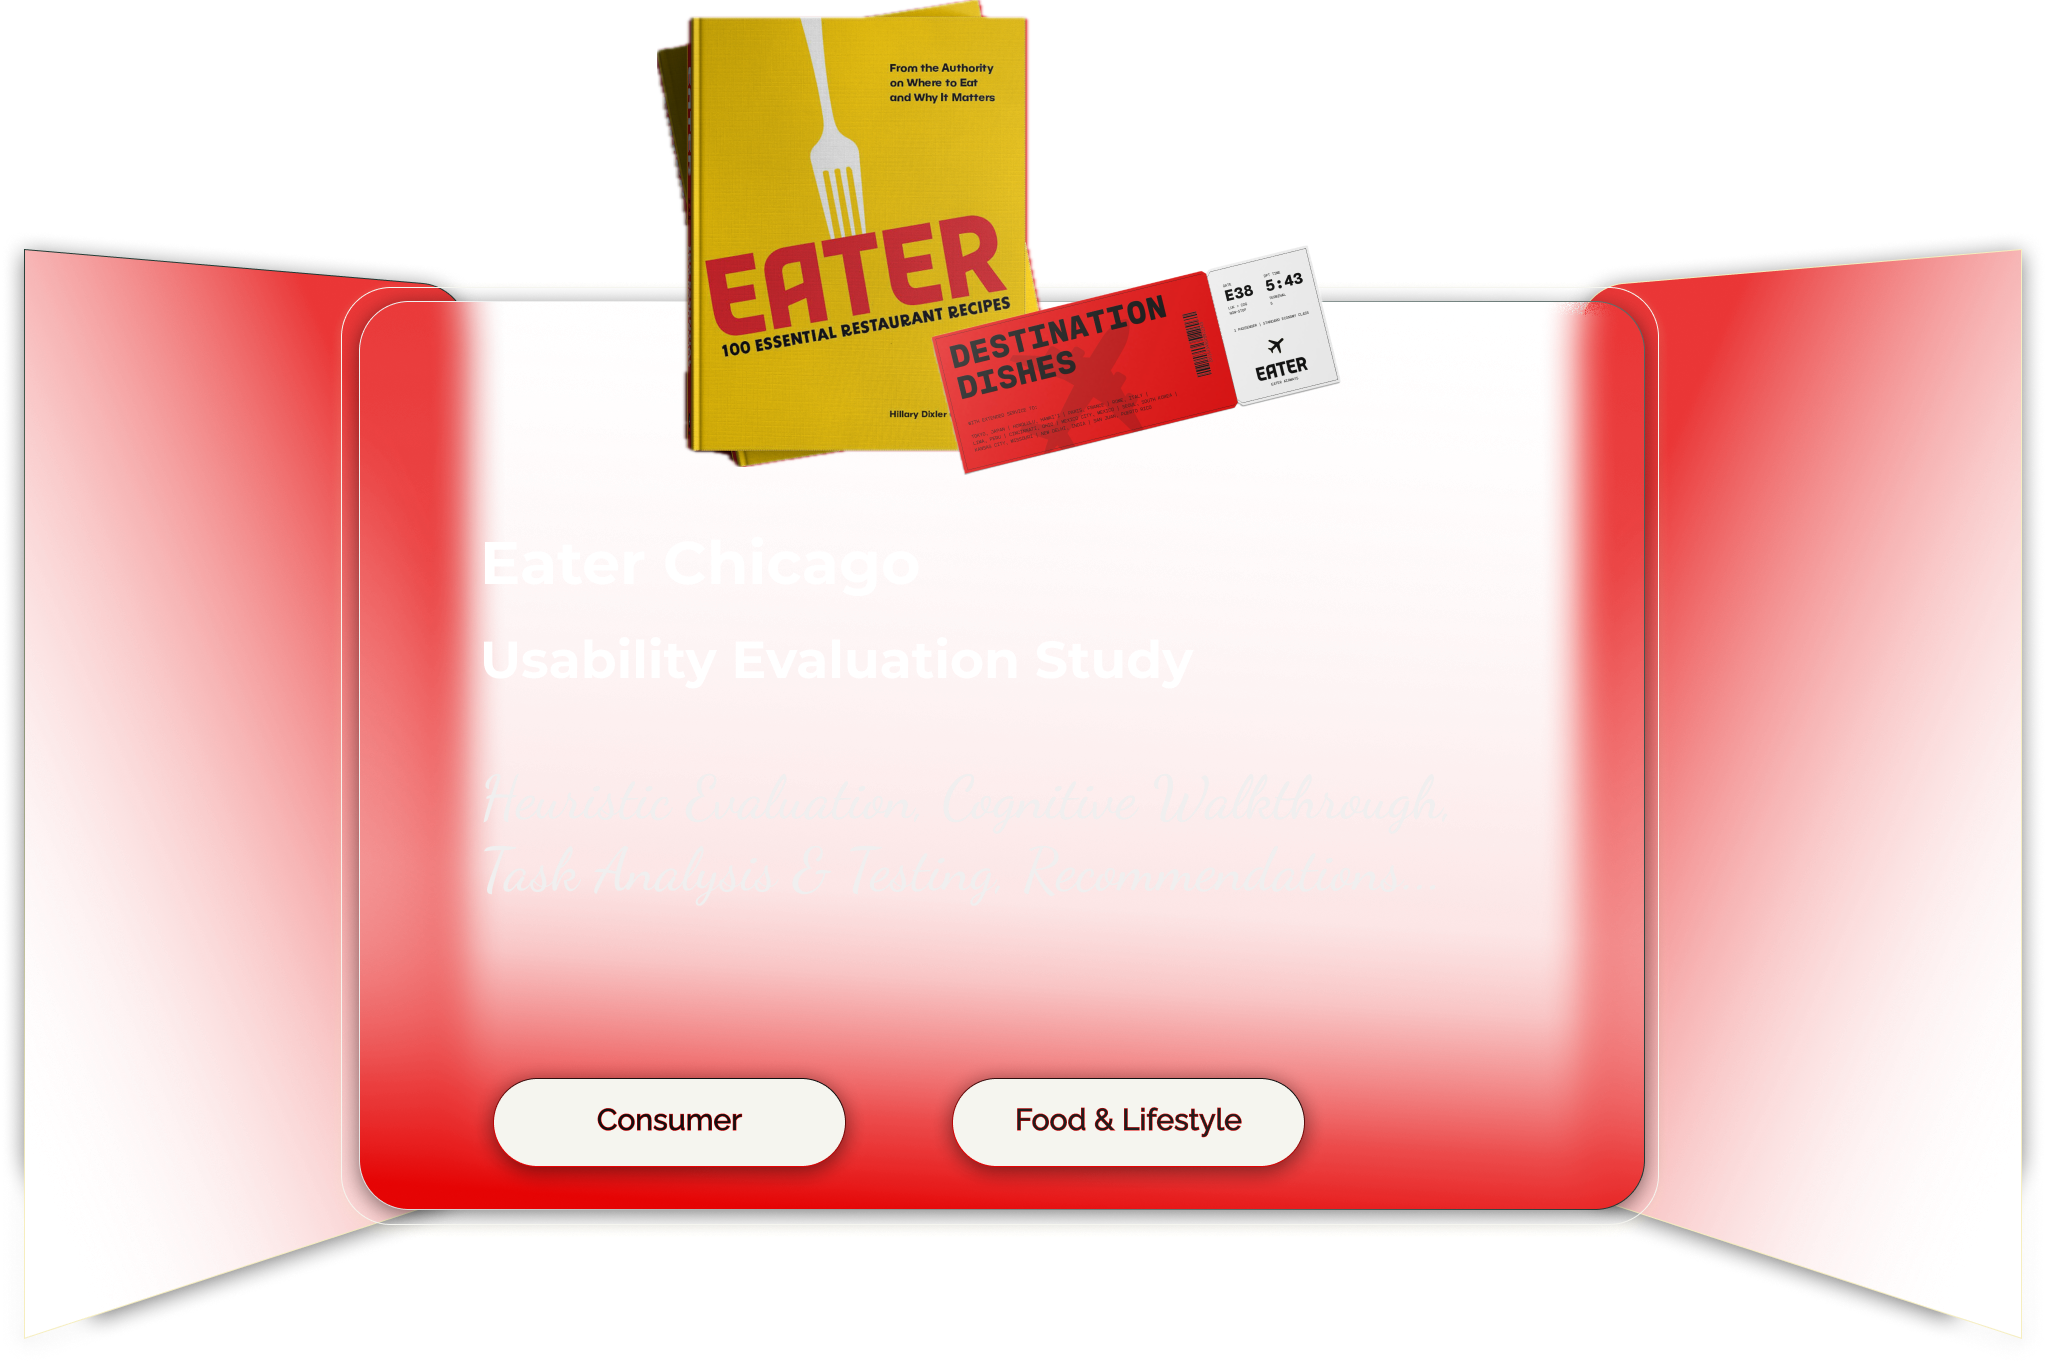 From the Authority
on Where to Eat
and Why It Matters
EATER
100 ESSENTIAL RESTAURANT RECIPES
Hillary Dixler
DESTINATION
DISHES
DATE
E38
5:43
EATER
Eater Chicago
Usability Evaluation Study
Heuristic Evaluation. Cognitive Walkthrough.
Task Analysis & Testing. Recommendations.
Consumer
Food & Lifestyle